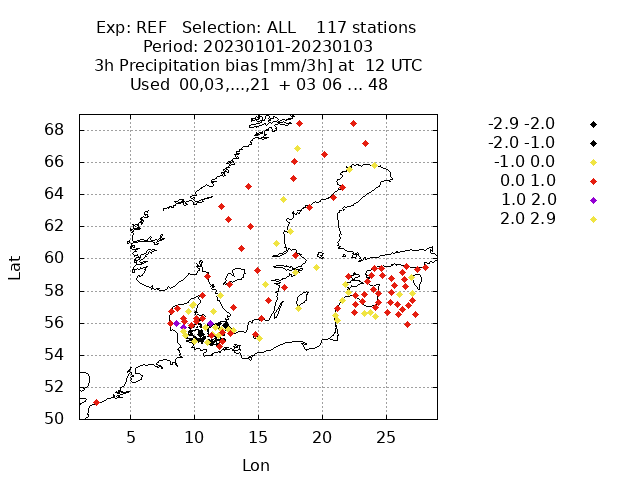 Exp: REF   Selection: ALL    117 stations
Period: 20230101-20230103
3h Precipitation bias [mm/3h] at  12 UTC
Used  00,03,...,21  + 03 06 ... 48
-2.9 -2.0
-2.0 -1.0
-1.0 0.0
0.0 1.0
1.0 2.0
2.0 2.9
68
66
64
62
60
58
56
54
52
50
Lat
5 10 15 20 25
Lon